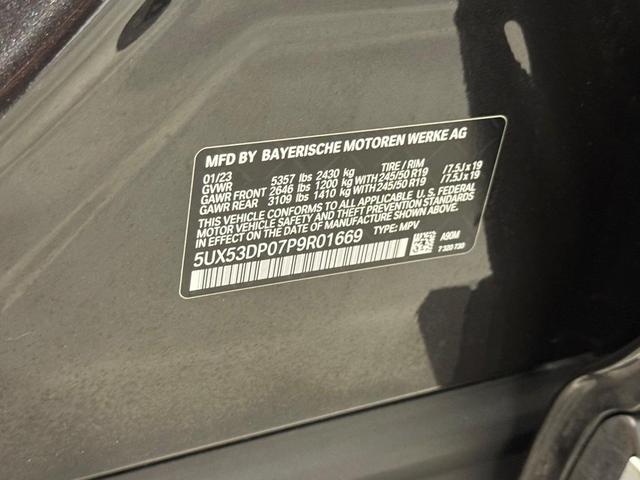 MFD BY BAYERISCHE MOTOREN WERKE AG
01/23 5357 lbs 2430 kg TIRE / RIM
GVWR
GAWR FRONT 2646 lbs 1200 kg WITH 245/50 R19 / 7.5J x 19
GAWR REAR 3109 lbs 1410 kg WITH 245/50 R19 / 7.5J x 19
THIS VEHICLE CONFORMS TO ALL APPLICABLE U.S. FEDERAL
MOTOR VEHICLE SAFETY AND THEFT PREVENTION STANDARDS
IN EFFECT ON THE DATE OF MANUFACTURE SHOWN ABOVE.
5UX53DP07P9R01669 TYPE: MPV A90M
7 320 730